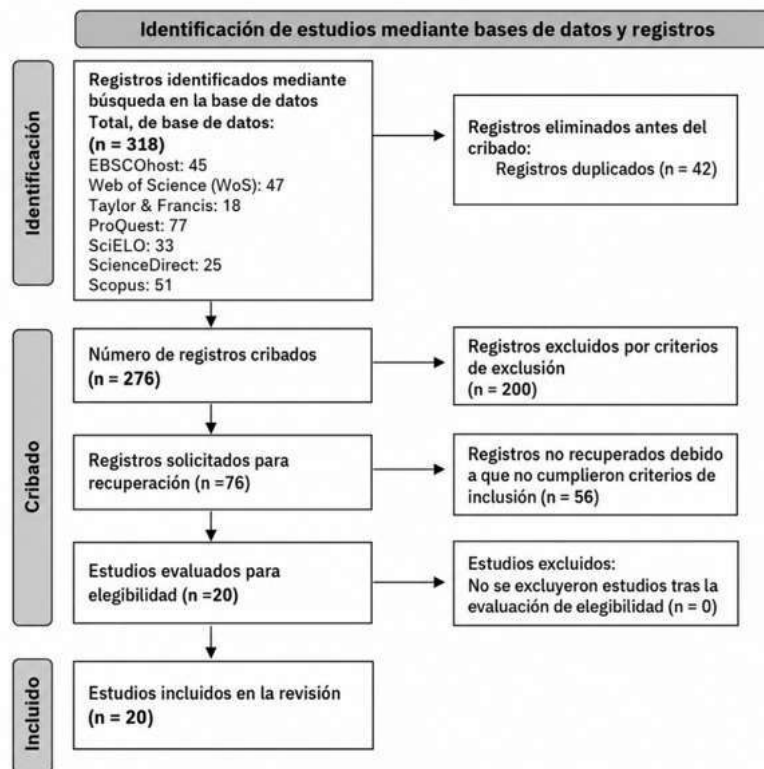 Identificación de estudios mediante bases de datos y registros
Identificación
Registros identificados mediante
búsqueda en la base de datos
Total, de base de datos:
(n = 318)
EBSCOhost: 45
Web of Science (WoS): 47
Taylor & Francis: 18
ProQuest: 77
SciELO: 33
ScienceDirect: 25
Scopus: 51
Registros eliminados antes del
cribado:
Registros duplicados (n = 42)
Cribado
Número de registros cribados
(n = 276)
Registros excluidos por criterios
de exclusión
(n = 200)
Registros solicitados para
recuperación (n =76)
Registros no recuperados debido
a que no cumplieron criterios de
inclusión (n = 56)
Estudios evaluados para
elegibilidad (n =20)
Estudios excluidos:
No se excluyeron estudios tras la
evaluación de elegibilidad (n = 0)
Incluido
Estudios incluidos en la revisión
(n = 20)